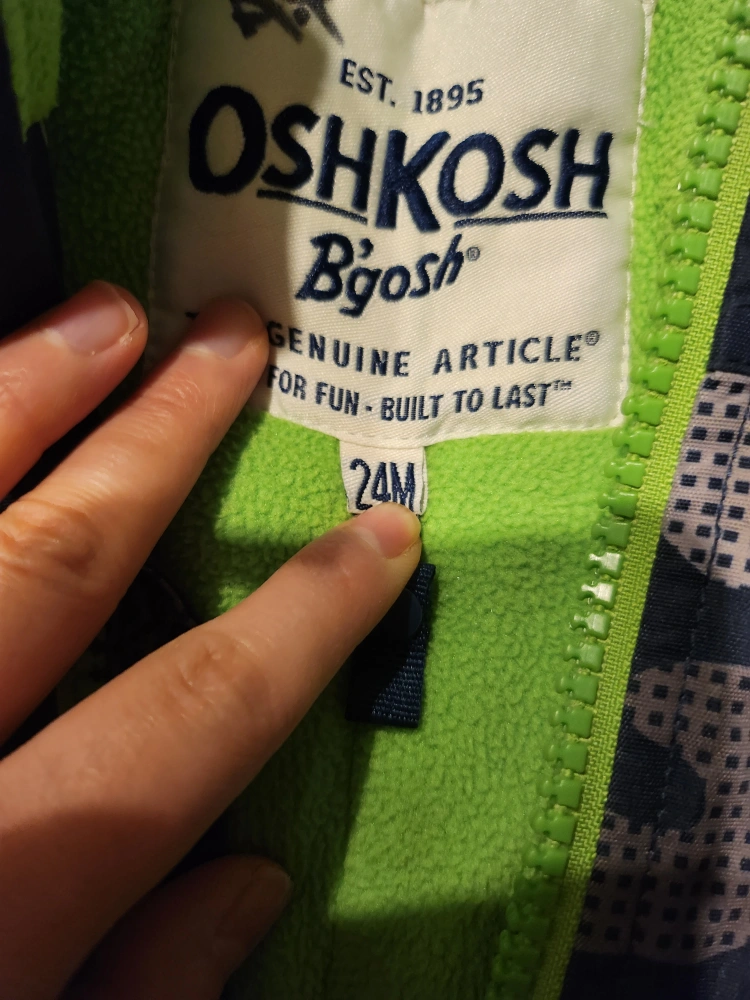 EST. 1895
OSHKOSH
B'gosh®
GENUINE ARTICLE®
FOR FUN - BUILT TO LAST™
24M